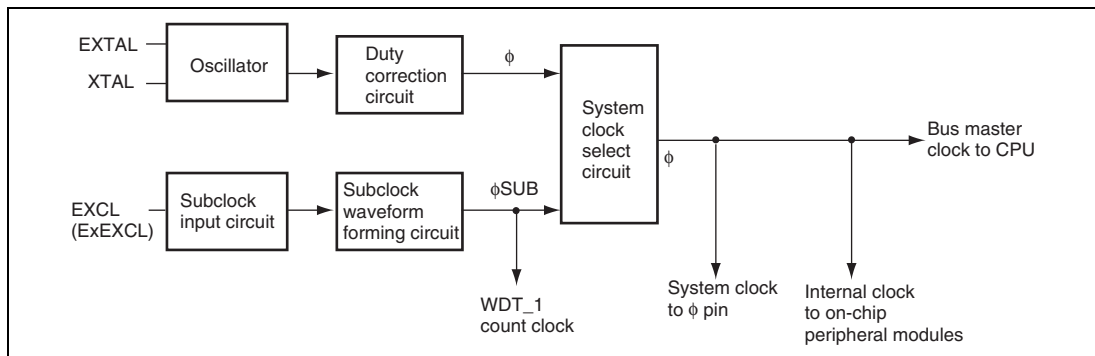 EXTAL
XTAL
Oscillator
Duty
correction
circuit
ϕ
System
clock
select
circuit
ϕ
Bus master
clock to CPU
EXCL
(ExEXCL)
Subclock
input circuit
Subclock
waveform
forming circuit
ϕSUB
WDT_1
count clock
System clock
to ϕ pin
Internal clock
to on-chip
peripheral modules